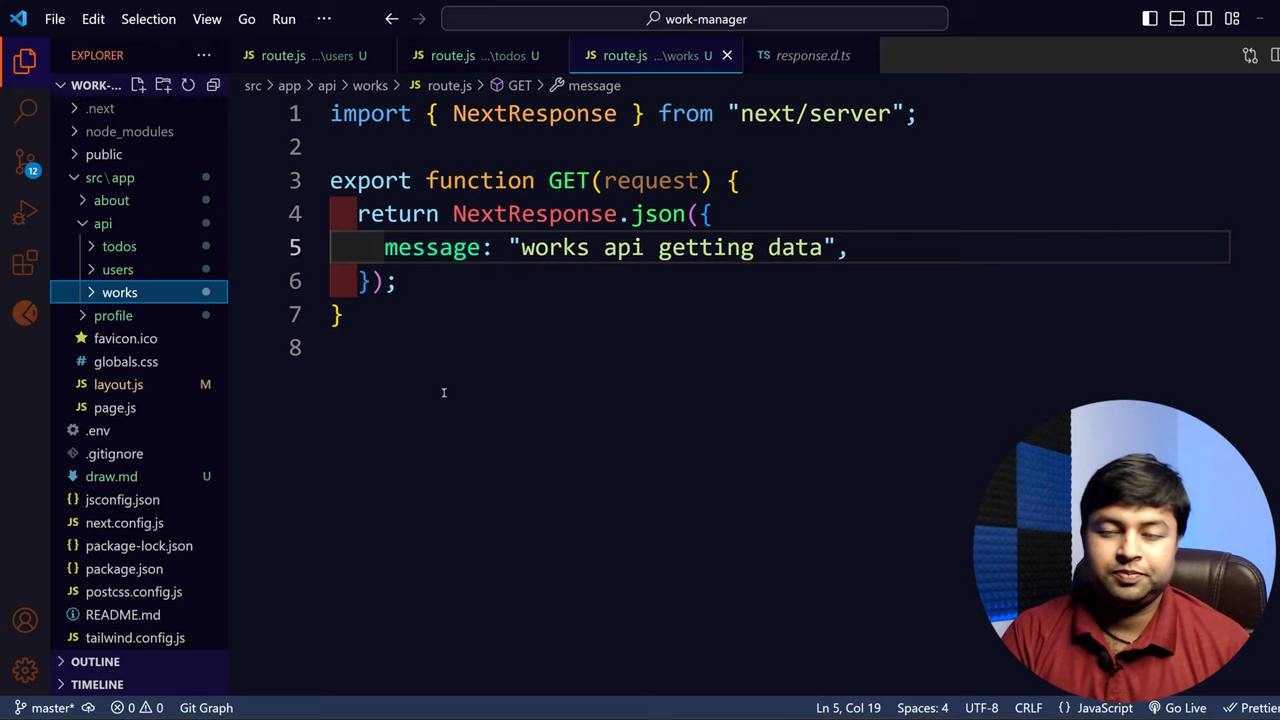 File Edit Selection View Go Run ··· work-manager
EXPLORER ···
route.js ...\users U route.js ...\todos U route.js ...\works U response.d.ts
WORK-...
src > app > api > works > route.js > GET > message
.next
node_modules
public
src\app
about
api
todos
users
works
profile
favicon.ico
globals.css
layout.js M
page.js
.env
.gitignore
draw.md U
jsconfig.json
next.config.js
package-lock.json
package.json
postcss.config.js
README.md
tailwind.config.js
OUTLINE
TIMELINE
12
1 import { NextResponse } from "next/server";
2
3 export function GET(request) {
4 return NextResponse.json({
5 message: "works api getting data",
6 });
7 }
8
master* 0 0 Git Graph Ln 5, Col 19 Spaces: 4 UTF-8 CRLF {} JavaScript Go Live Prettier